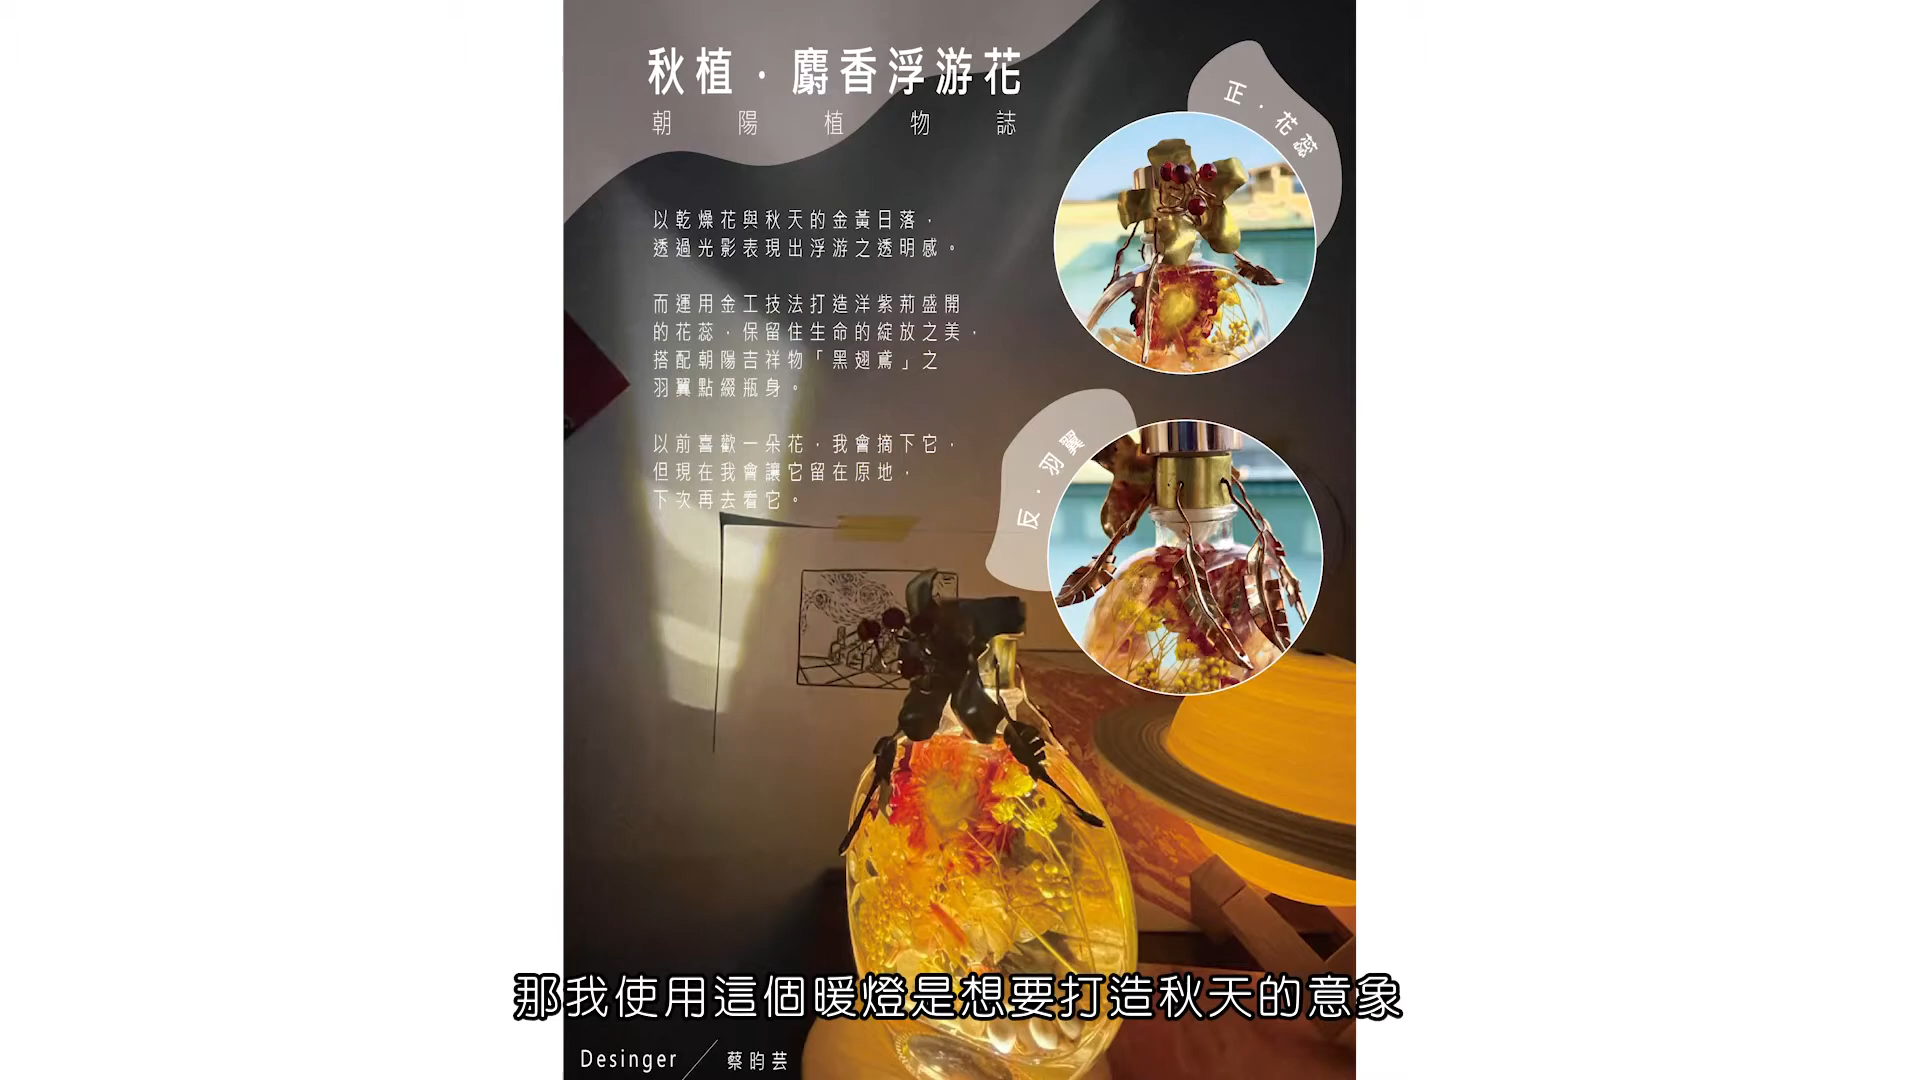 秋植·麝香浮游花
朝陽植物誌
正·花蕊
以乾燥花與秋天的金黃日落，
透過光影表現出浮游之透明感。
而運用金工技法打造洋紫荊盛開
的花蕊，保留住生命的綻放之美，
搭配朝陽吉祥物「黑翅鳶」之
羽翼點綴瓶身。
反·羽翼
以前喜歡一朵花，我會摘下它，
但現在我會讓它留在原地，
下次再去看它。
那我使用這個暖燈是想要打造秋天的意象
Desinger／蔡昀芸